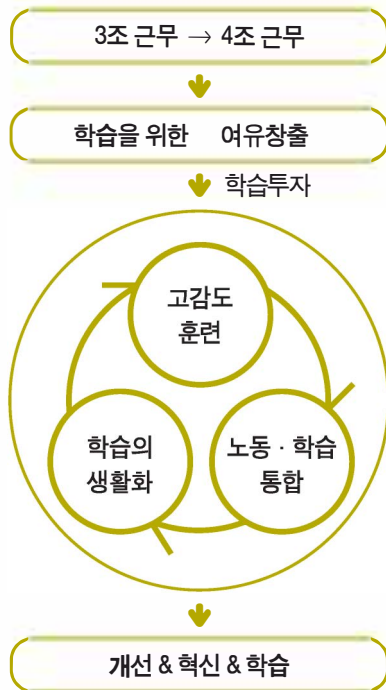 3조 근무 → 4조 근무
학습을 위한 여유창출
학습투자
고감도
훈련
학습의
생활화
노동 · 학습
통합
개선 & 혁신 & 학습